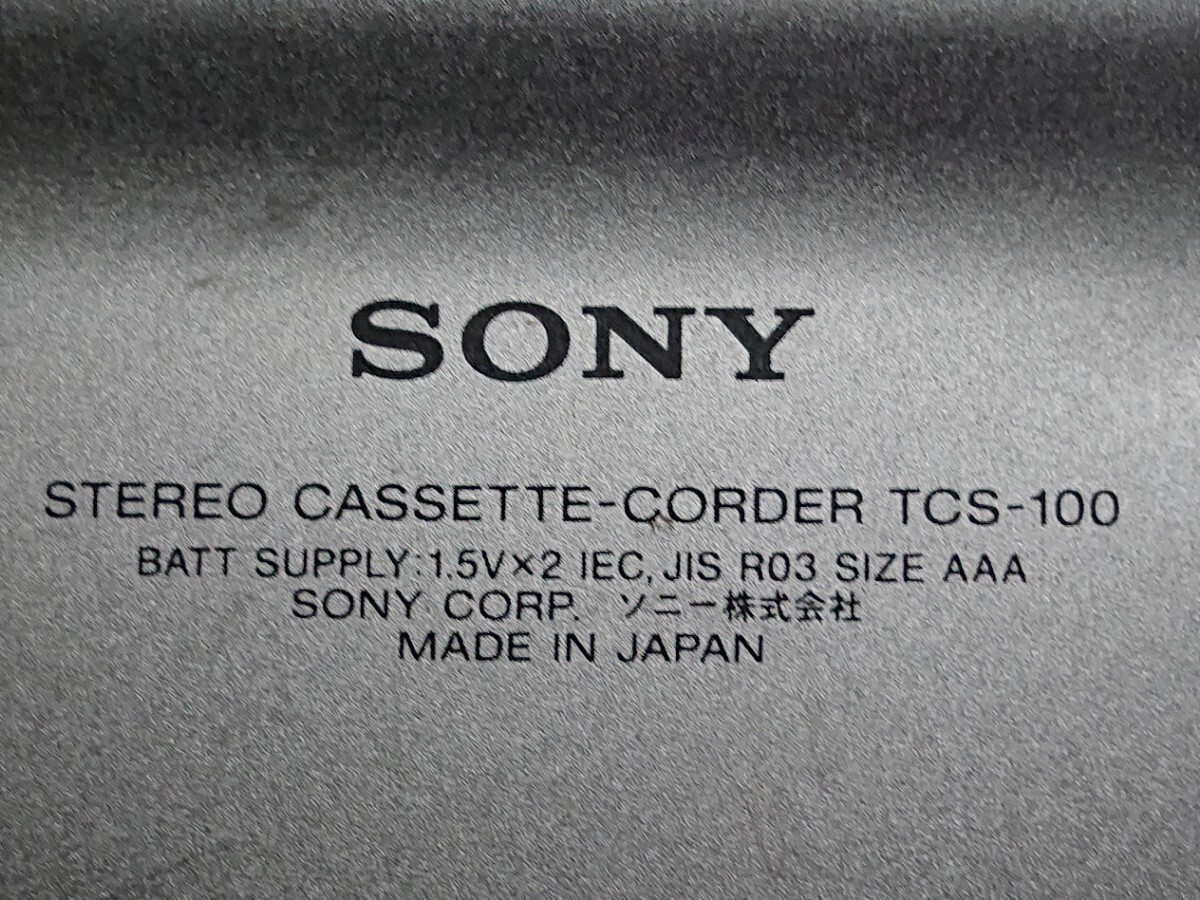 SONY
STEREO CASSETTE-CORDER TCS-100
BATT SUPPLY:1.5V×2 IEC, JIS R03 SIZE AAA
SONY CORP. ソニー株式会社
MADE IN JAPAN